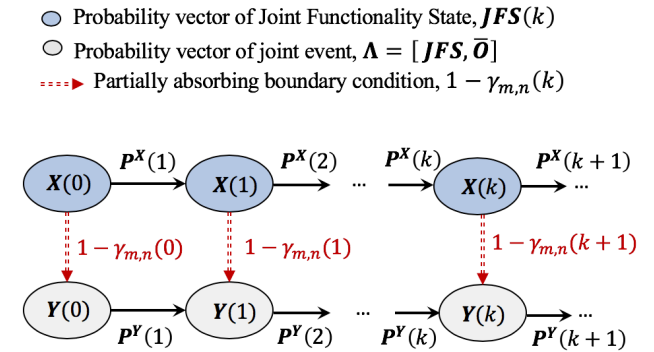 Probability vector of Joint Functionality State, JFS(k)
Probability vector of joint event, Λ = [JFS, O̅]
Partially absorbing boundary condition, 1 − γₘ,ₙ(k)
Pˣ(1) Pˣ(2) Pˣ(k) Pˣ(k + 1)
X(0) X(1) ... X(k) ...
1 − γₘ,ₙ(0) 1 − γₘ,ₙ(1) 1 − γₘ,ₙ(k + 1)
Y(0) Y(1) ... Y(k) ...
Pʸ(1) Pʸ(2) Pʸ(k) Pʸ(k + 1)